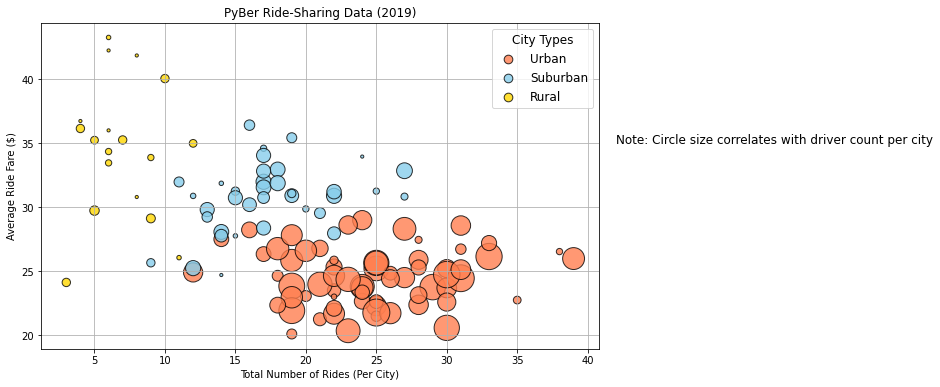 PyBer Ride-Sharing Data (2019)
City Types
Urban
Suburban
Rural
Note: Circle size correlates with driver count per city
Average Ride Fare ($)
40
35
30
25
20
5
10
15
20
25
30
35
40
Total Number of Rides (Per City)